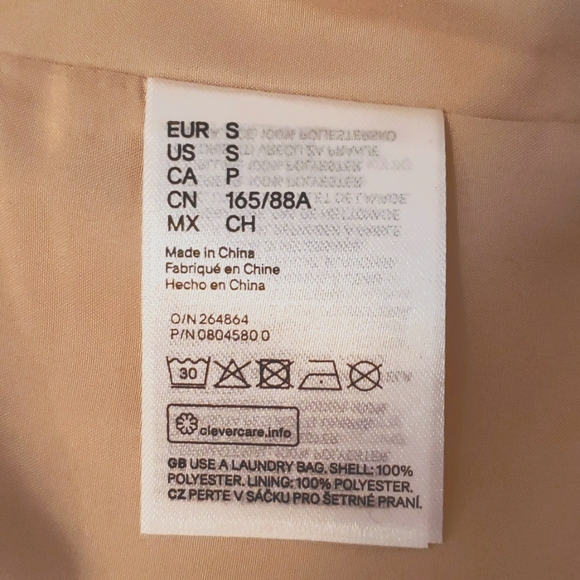 EUR S
US S
CA P
CN 165/88A
MX CH
Made in China
Fabriqué en Chine
Hecho en China
O/N 264864
P/N 0804580 0
30
clevercare.info
GB USE A LAUNDRY BAG. SHELL: 100%
POLYESTER. LINING: 100% POLYESTER.
CZ PERTE V SÁČKU PRO ŠETRNÉ PRANÍ.